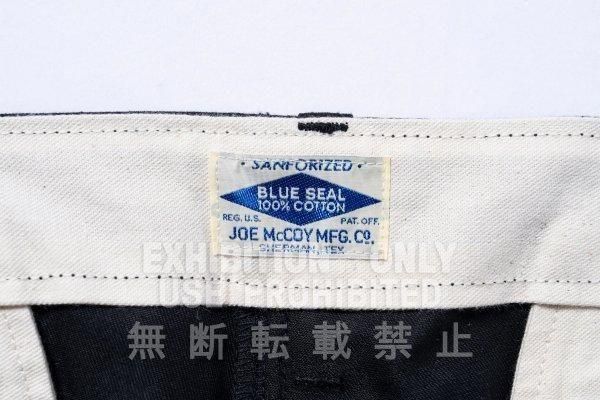 • SANFORIZED •
BLUE SEAL
100% COTTON
REG. U.S. PAT. OFF.
JOE McCOY MFG. CO.
SHERMAN, TEX
EXHIBITION ONLY
USE PROHIBITED
無断転載禁止